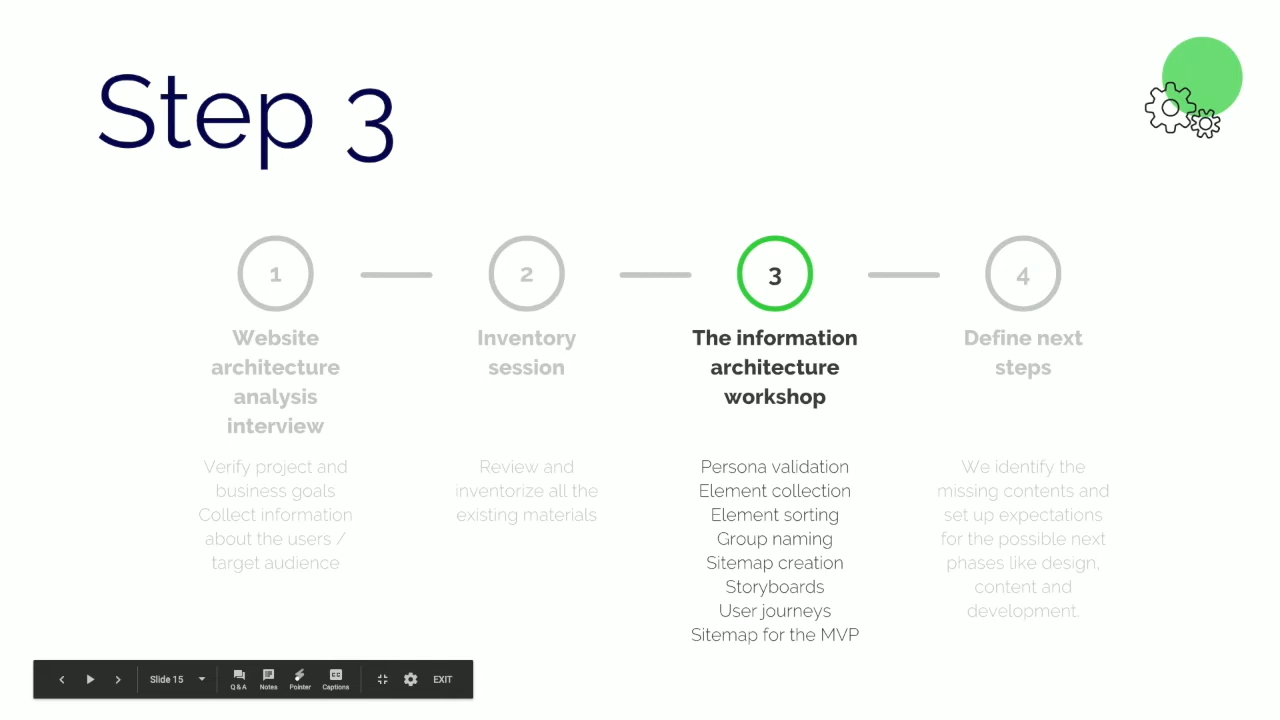 Step 3
1
Website
architecture
analysis
interview
Verify project and
business goals
Collect information
about the users /
target audience
2
Inventory
session
Review and
inventorize all the
existing materials
3
The information
architecture
workshop
Persona validation
Element collection
Element sorting
Group naming
Sitemap creation
Storyboards
User journeys
Sitemap for the MVP
4
Define next
steps
We identify the
missing contents and
set up expectations
for the possible next
phases like design,
content and
development.
Slide 15
Q&A
Notes
Pointer
CC
Captions
EXIT